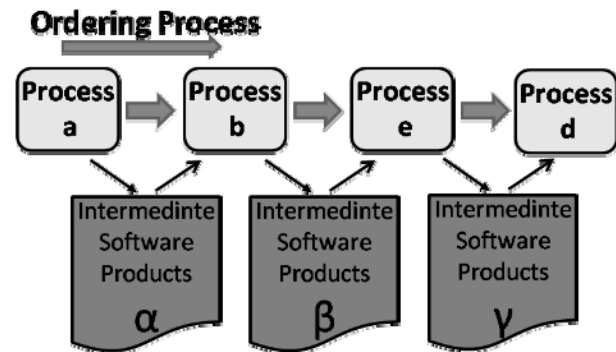 Ordering Process
Process
a
Process
b
Process
e
Process
d
Intermedinte
Software
Products
α
Intermedinte
Software
Products
β
Intermedinte
Software
Products
γ